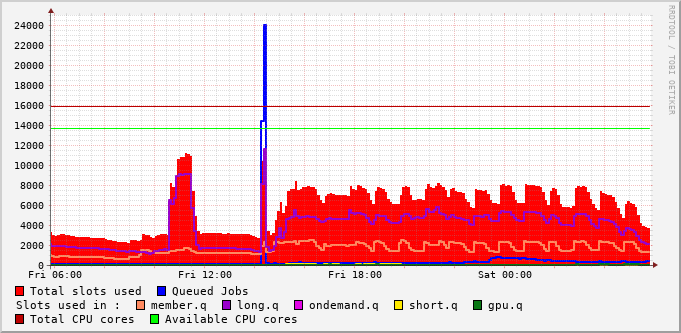 RRDTOOL / TOBI OETIKER
24000
22000
20000
18000
16000
14000
12000
10000
8000
6000
4000
2000
0
Fri 06:00 Fri 12:00 Fri 18:00 Sat 00:00
Total slots used Queued Jobs
Slots used in : member.q long.q ondemand.q short.q gpu.q
Total CPU cores Available CPU cores